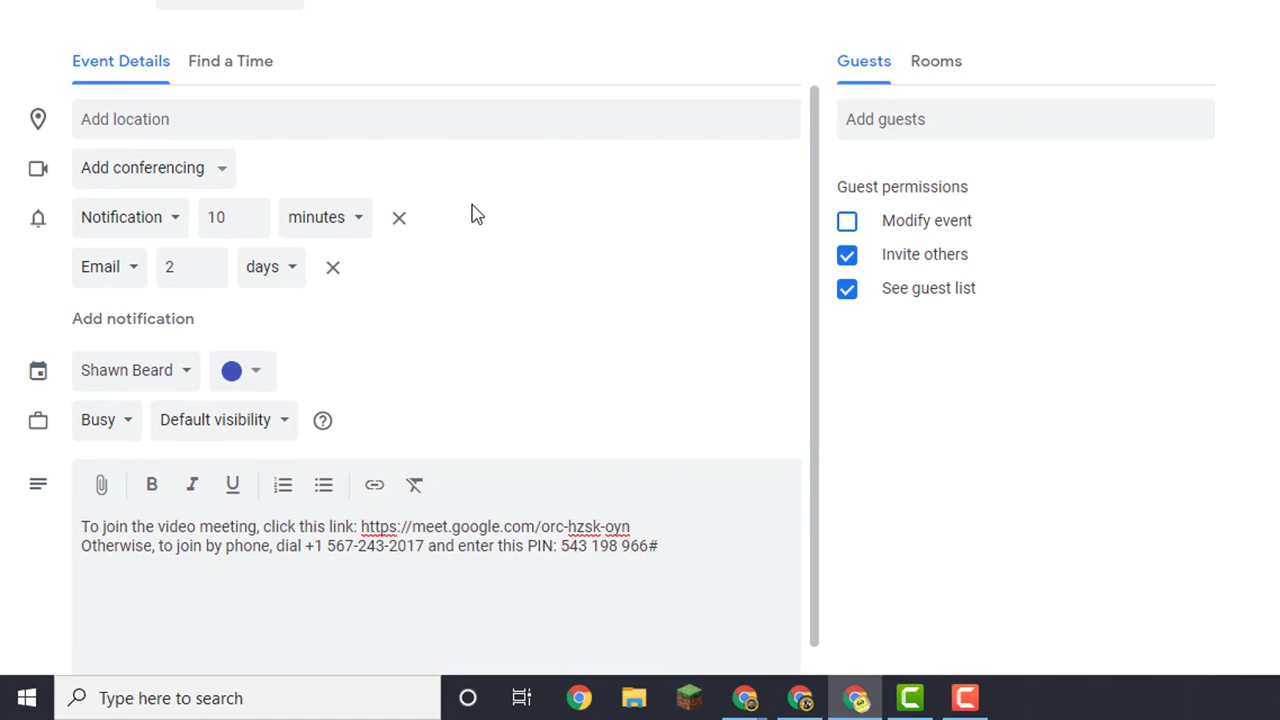 Event Details Find a Time
Guests Rooms
Add location
Add guests
Add conferencing
Guest permissions
Notification 10 minutes
Modify event
Invite others
Email 2 days
See guest list
Add notification
Shawn Beard
Busy Default visibility
B I U
To join the video meeting, click this link: https://meet.google.com/orc-hzsk-oyn
Otherwise, to join by phone, dial +1 567-243-2017 and enter this PIN: 543 198 966#
Type here to search